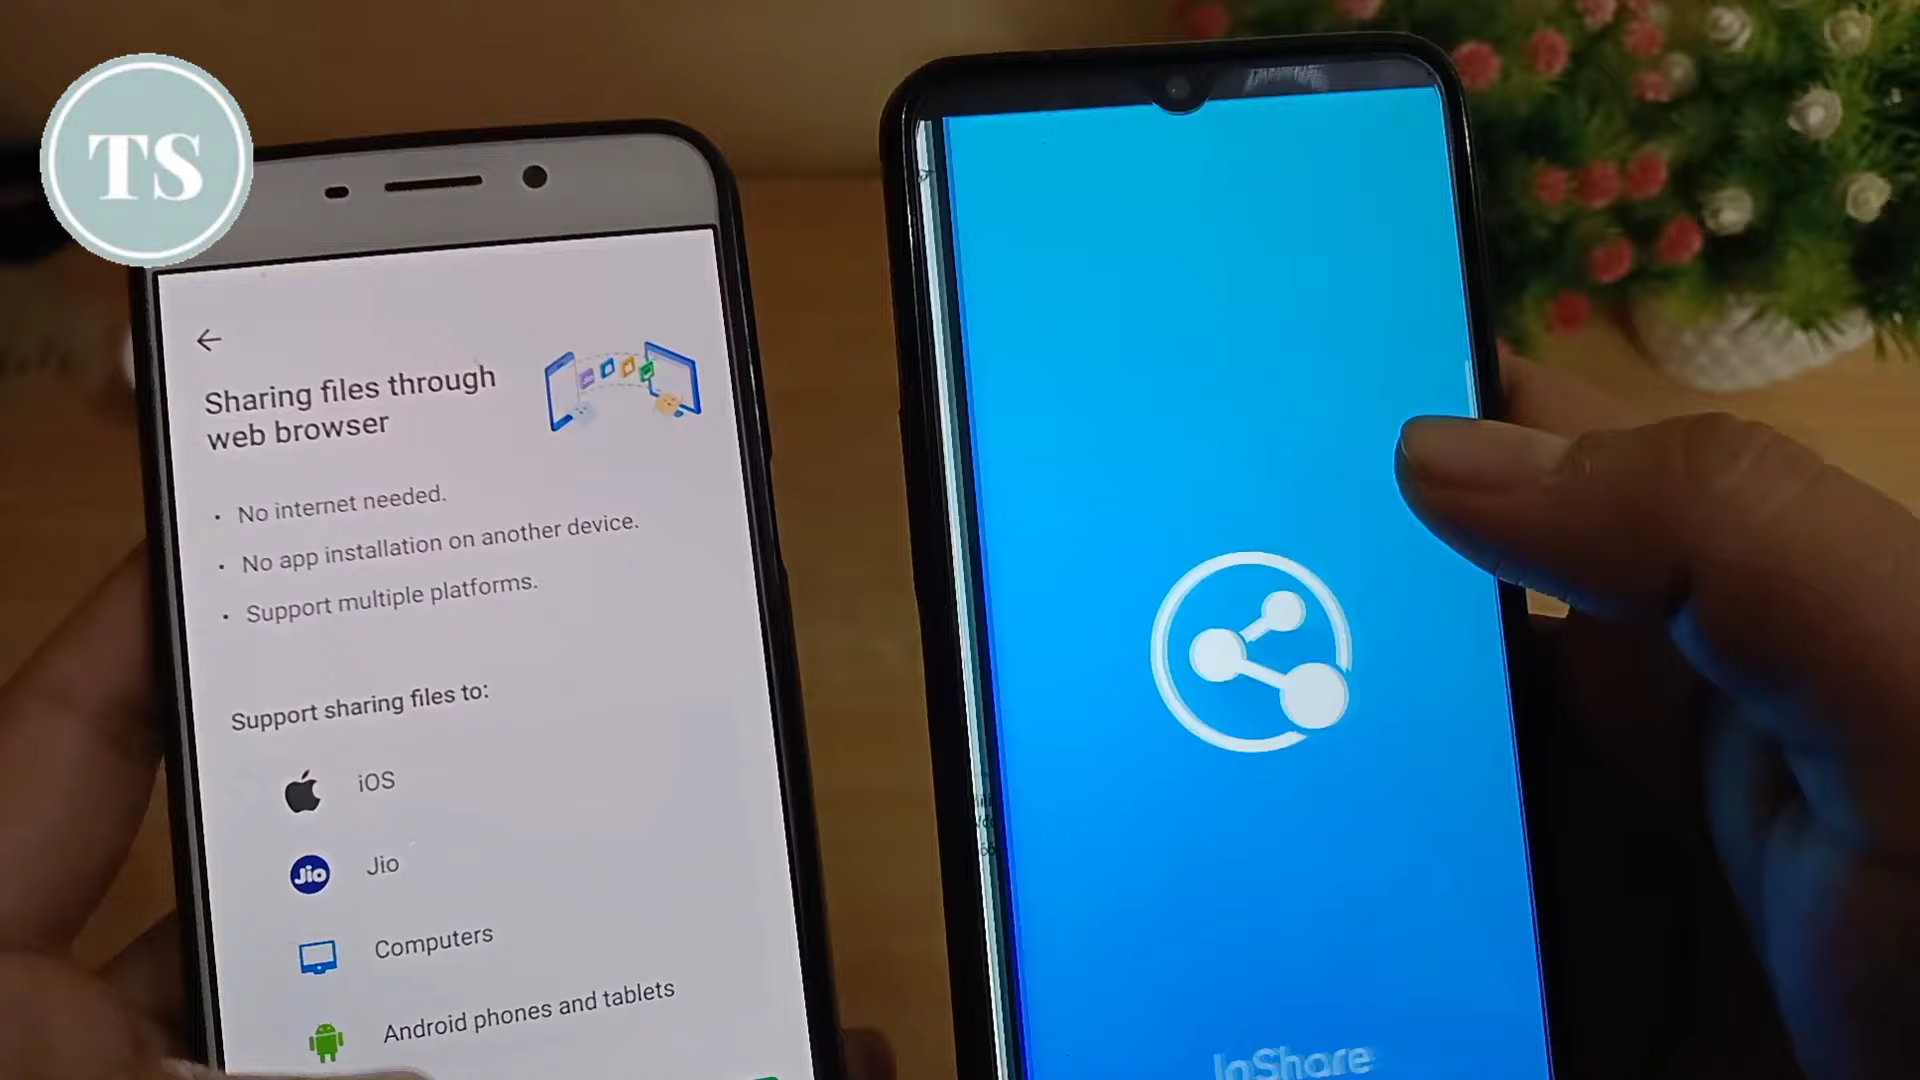 TS
Sharing files through
web browser
• No internet needed.
• No app installation on another device.
• Support multiple platforms.
Support sharing files to:
iOS
Jio Jio
Computers
Android phones and tablets
InShare